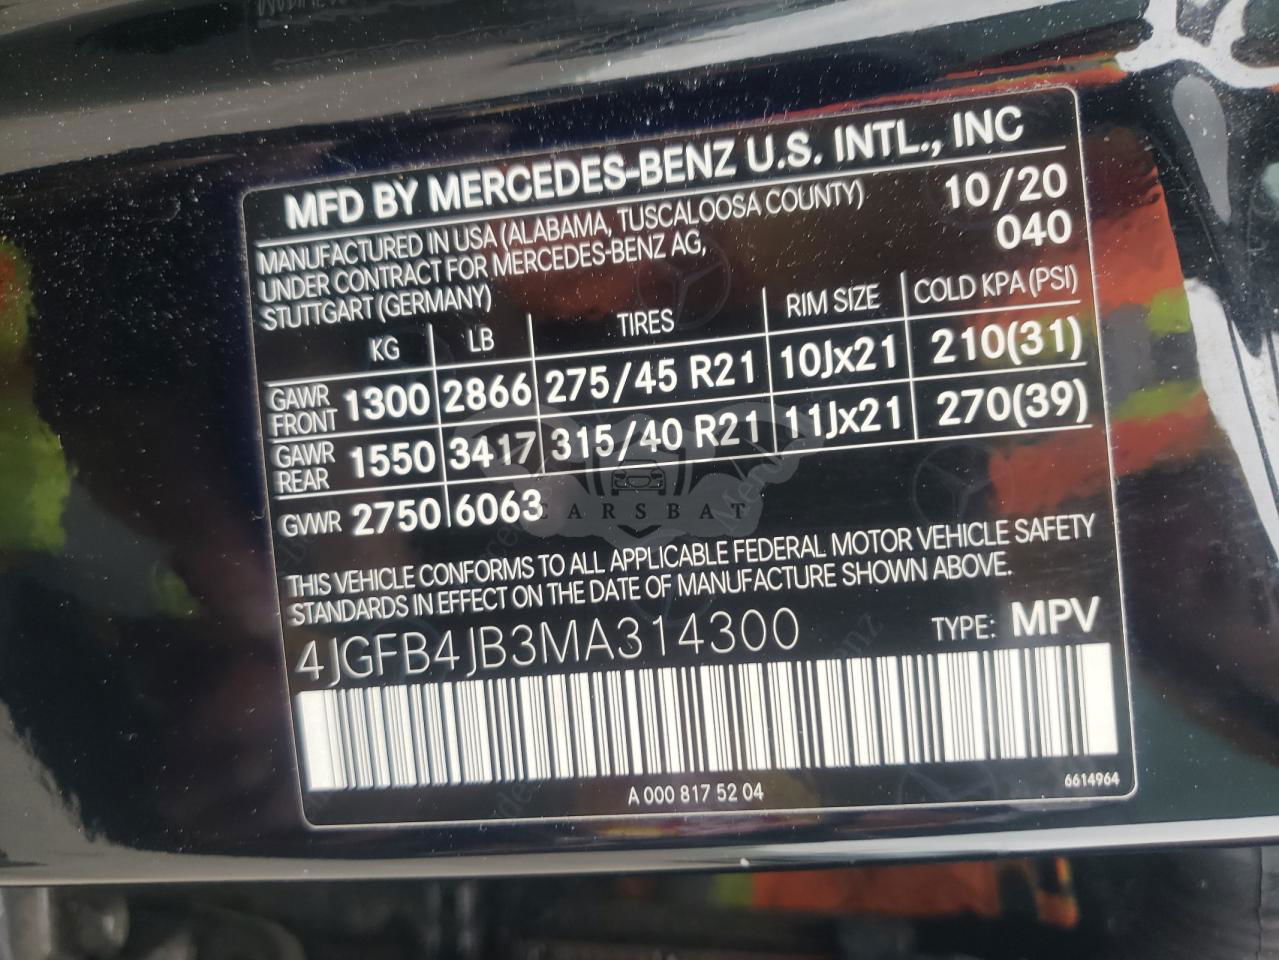 MFD BY MERCEDES-BENZ U.S. INTL., INC
MANUFACTURED IN USA (ALABAMA, TUSCALOOSA COUNTY) 10/20
UNDER CONTRACT FOR MERCEDES-BENZ AG, 040
STUTTGART (GERMANY)
KG LB TIRES RIM SIZE COLD KPA (PSI)
GAWR FRONT 1300 2866 275/45 R21 10Jx21 210(31)
GAWR REAR 1550 3417 315/40 R21 11Jx21 270(39)
GVWR 2750 6063
CARSBAT
THIS VEHICLE CONFORMS TO ALL APPLICABLE FEDERAL MOTOR VEHICLE SAFETY
STANDARDS IN EFFECT ON THE DATE OF MANUFACTURE SHOWN ABOVE.
4JGFB4JB3MA314300 TYPE: MPV
A 000 817 52 04
6614964